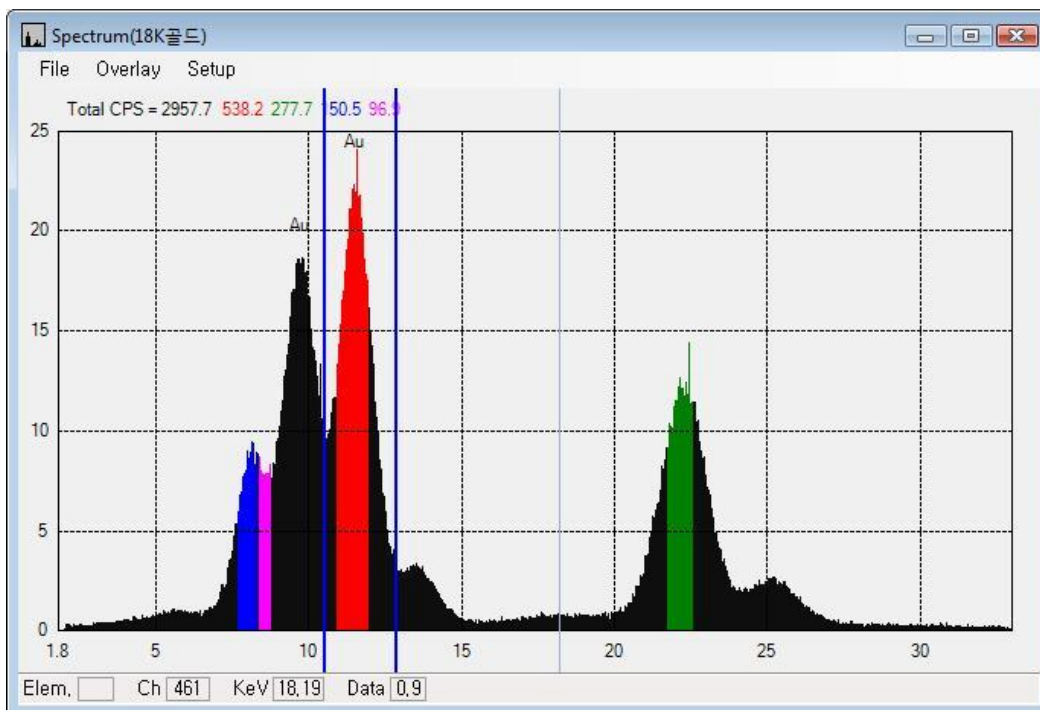 Spectrum(18K골드)
File Overlay Setup
Total CPS = 2957.7 538.2 277.7 150.5 96.9
25
Au
Au
20
15
10
5
0
1.8 5 10 15 20 25 30
Elem, Ch 461 KeV 18,19 Data 0,9